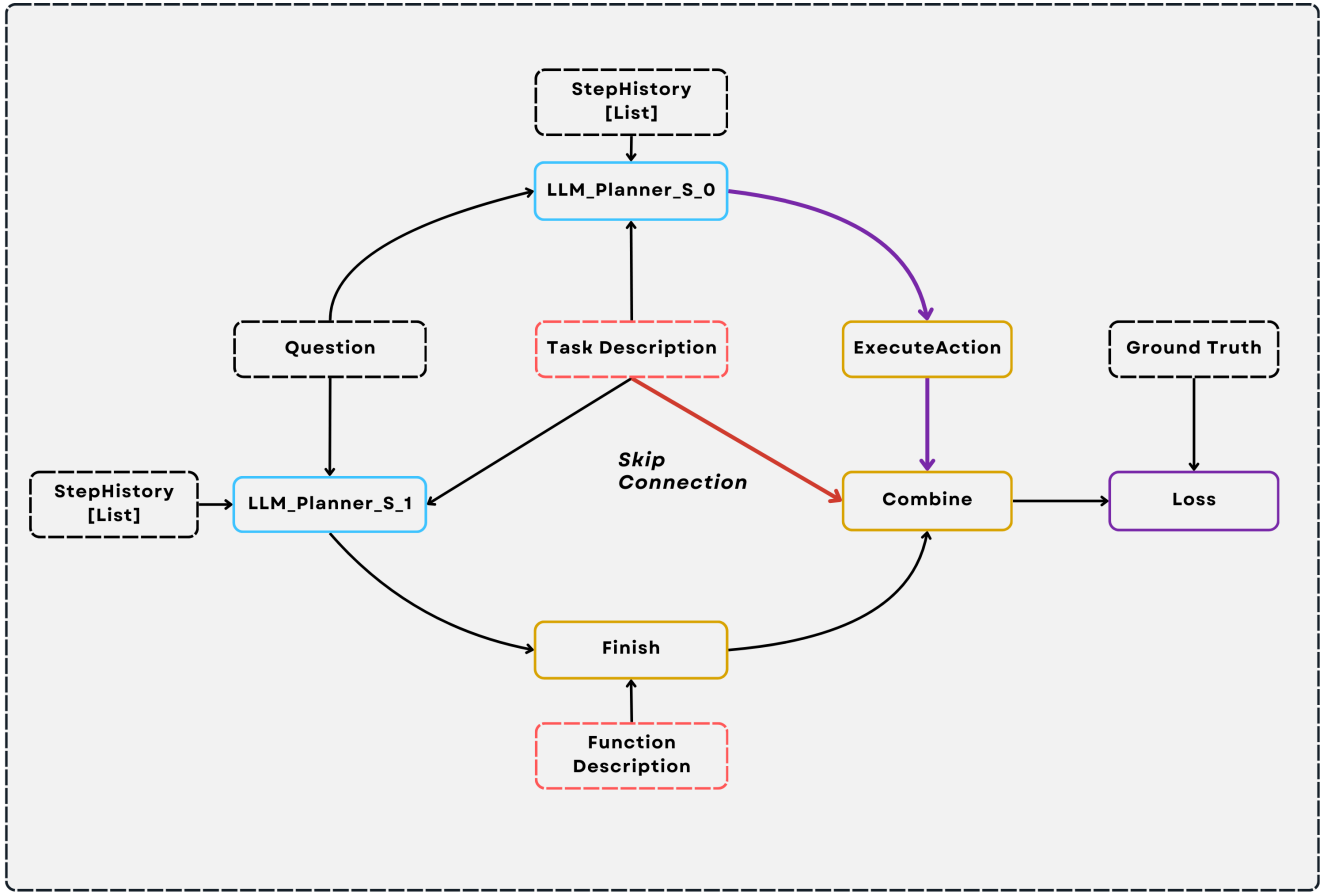 StepHistory
[List]
LLM_Planner_S_0
Question
Task Description
ExecuteAction
Ground Truth
Skip
Connection
StepHistory
[List]
LLM_Planner_S_1
Combine
Loss
Finish
Function
Description